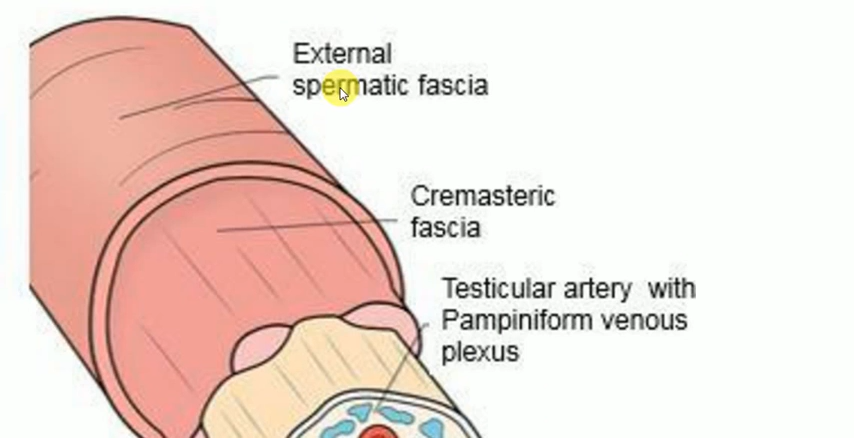 External
spermatic fascia
Cremasteric
fascia
Testicular artery with
Pampiniform venous
plexus